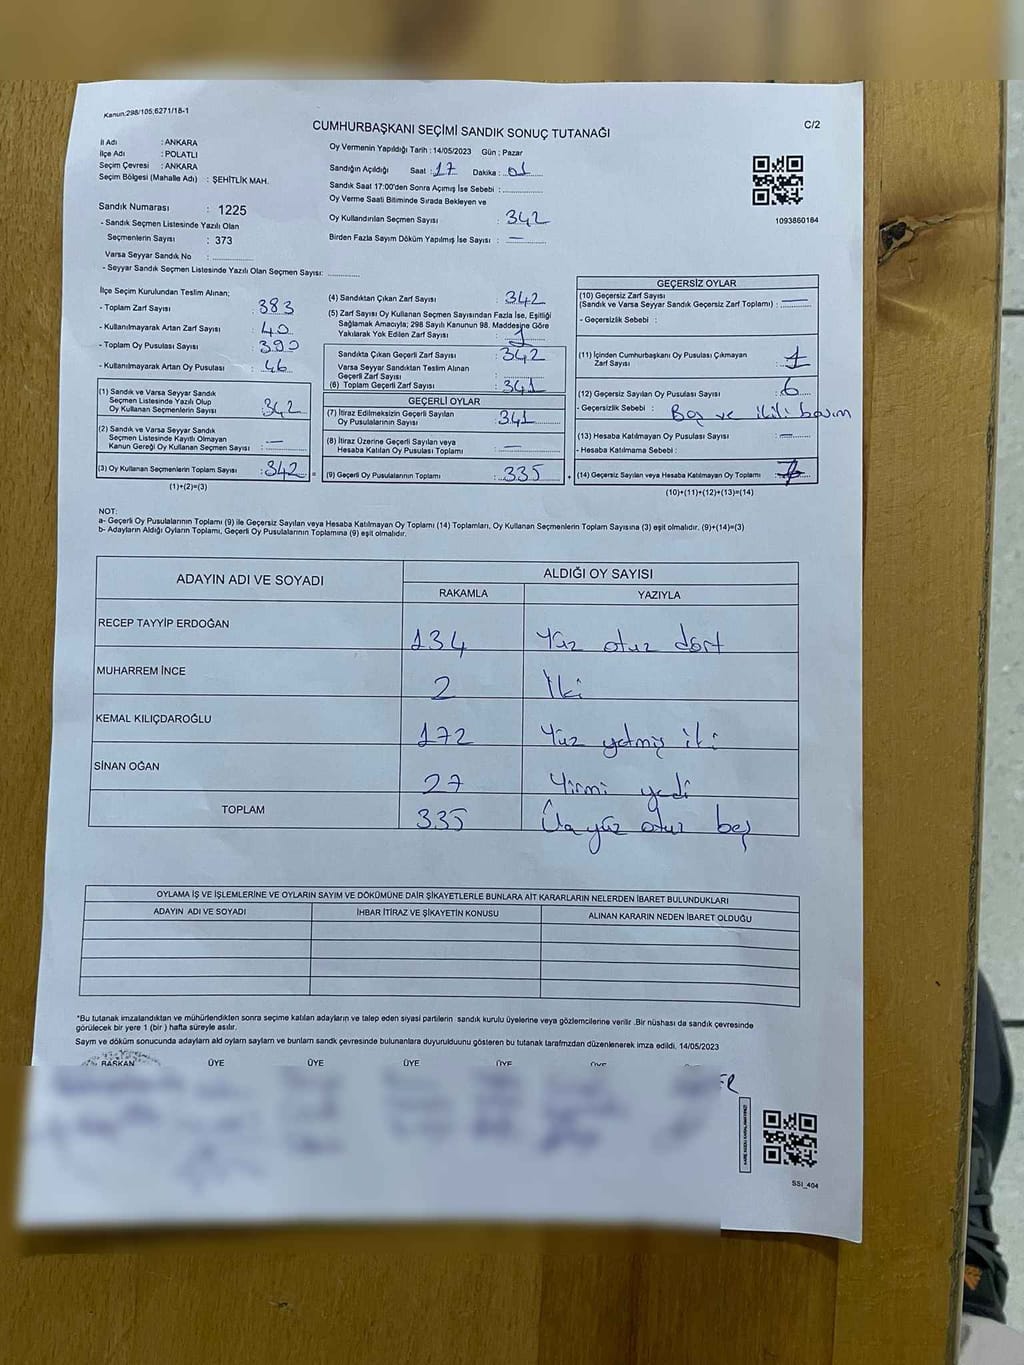 Kanun:298/105,6271/18-1
CUMHURBAŞKANI SEÇİMİ SANDIK SONUÇ TUTANAĞI
C/2
İl Adı : ANKARA
İlçe Adı : POLATLI
Seçim Çevresi : ANKARA
Seçim Bölgesi (Mahalle Adı) : ŞEHİTLİK MAH.
Sandık Numarası : 1225
- Sandık Seçmen Listesinde Yazılı Olan
Seçmenlerin Sayısı : 373
Varsa Seyyar Sandık No :
- Seyyar Sandık Seçmen Listesinde Yazılı Olan Seçmen Sayısı:
Oy Vermenin Yapıldığı Tarih : 14/05/2023 Gün : Pazar
Sandığın Açıldığı Saat : 17 Dakika : 01
Sandık Saat 17:00'den Sonra Açımış İse Sebebi :
Oy Verme Saati Bitiminde Sırada Bekleyen ve
Oy Kullandırılan Seçmen Sayısı : 342
Birden Fazla Sayım Döküm Yapılmış İse Sayısı : —
1093860184
İlçe Seçim Kurulundan Teslim Alınan;
- Toplam Zarf Sayısı : 383
- Kullanılmayarak Artan Zarf Sayısı : 40
- Toplam Oy Pusulası Sayısı : 390
- Kullanılmayarak Artan Oy Pusulası : 46
(1) Sandık ve Varsa Seyyar Sandık
Seçmen Listesinde Yazılı Olup
Oy Kullanan Seçmenlerin Sayısı : 342
(2) Sandık ve Varsa Seyyar Sandık
Seçmen Listesinde Kayıtlı Olmayan
Kanun Gereği Oy Kullanan Seçmen Sayısı : —
(3) Oy Kullanan Seçmenlerin Toplam Sayısı : 342 =
(1)+(2)=(3)
(4) Sandıktan Çıkan Zarf Sayısı : 342
(5) Zarf Sayısı Oy Kullanan Seçmen Sayısından Fazla İse, Eşitliği
Sağlamak Amacıyla; 298 Sayılı Kanunun 98. Maddesine Göre
Yakılarak Yok Edilen Zarf Sayısı :
Sandıkta Çıkan Geçerli Zarf Sayısı : 342
Varsa Seyyar Sandıktan Teslim Alınan
Geçerli Zarf Sayısı :
(6) Toplam Geçerli Zarf Sayısı : 341
GEÇERLİ OYLAR
(7) İtiraz Edilmeksizin Geçerli Sayılan
Oy Pusulalarının Sayısı : 341
(8) İtiraz Üzerine Geçerli Sayılan veya
Hesaba Katılan Oy Pusulası Toplamı : —
(9) Geçerli Oy Pusulalarının Toplamı : 335 +
GEÇERSİZ OYLAR
(10) Geçersiz Zarf Sayısı
(Sandık ve Varsa Seyyar Sandık Geçersiz Zarf Toplamı) : —
- Geçersizlik Sebebi :
(11) İçinden Cumhurbaşkanı Oy Pusulası Çıkmayan
Zarf Sayısı : 1
(12) Geçersiz Sayılan Oy Pusulası Sayısı : 6
- Geçersizlik Sebebi : Boş ve ikili basım
(13) Hesaba Katılmayan Oy Pusulası Sayısı : —
- Hesaba Katılmama Sebebi :
(14) Geçersiz Sayılan veya Hesaba Katılmayan Oy Toplamı : 7
(10)+(11)+(12)+(13)=(14)
NOT:
a- Geçerli Oy Pusulalarının Toplamı (9) ile Geçersiz Sayılan veya Hesaba Katılmayan Oy Toplamı (14) Toplamları, Oy Kullanan Seçmenlerin Toplam Sayısına (3) eşit olmalıdır. (9)+(14)=(3)
b- Adayların Aldığı Oyların Toplamı, Geçerli Oy Pusulalarının Toplamına (9) eşit olmalıdır.
ADAYIN ADI VE SOYADI ALDIĞI OY SAYISI
RAKAMLA YAZIYLA
RECEP TAYYİP ERDOĞAN 134 Yüz otuz dört
MUHARREM İNCE 2 İki
KEMAL KILIÇDAROĞLU 172 Yüz yetmiş iki
SİNAN OĞAN 27 Yirmi yedi
TOPLAM 335 Üç yüz otuz beş
OYLAMA İŞ VE İŞLEMLERİNE VE OYLARIN SAYIM VE DÖKÜMÜNE DAİR ŞİKAYETLERLE BUNLARA AİT KARARLARIN NELERDEN İBARET BULUNDUKLARI
ADAYIN ADI VE SOYADI İHBAR İTİRAZ VE ŞİKAYETİN KONUSU ALINAN KARARIN NEDEN İBARET OLDUĞU
*Bu tutanak imzalandıktan ve mühürlendikten sonra seçime katılan adayların ve talep eden siyasi partilerin sandık kurulu üyelerine veya gözlemcilerine verilir .Bir nüshası da sandık çevresinde
görülecek bir yere 1 (bir ) hafta süreyle asılır.
Sayım ve döküm sonucunda adayların ald oyların sayların ve bunların sandık çevresinde bulunanlara duyurulduunu gösteren bu tutanak tarafmzdan düzenlenerek imza edildi. 14/05/2023
BAŞKAN ÜYE ÜYE ÜYE ÜYE ÜYE
SSI_404